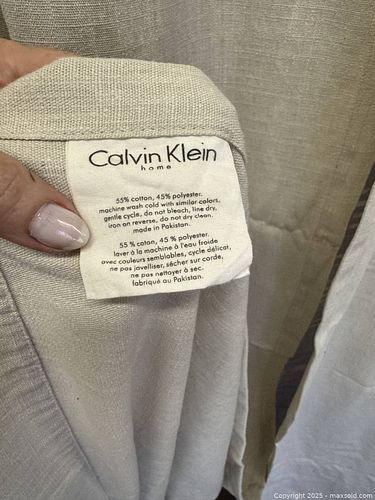 Calvin Klein
home
55% cotton, 45% polyester.
machine wash cold with similar colors,
gentle cycle, do not bleach, line dry,
iron on reverse, do not dry clean.
made in Pakistan.
55 % coton, 45 % polyester.
laver à la machine à l'eau froide
avec couleurs semblables, cycle délicat,
ne pas javelliser, sécher sur corde,
ne pas nettoyer à sec.
fabriqué au Pakistan.
Copyright © 2025 - maxsold.com